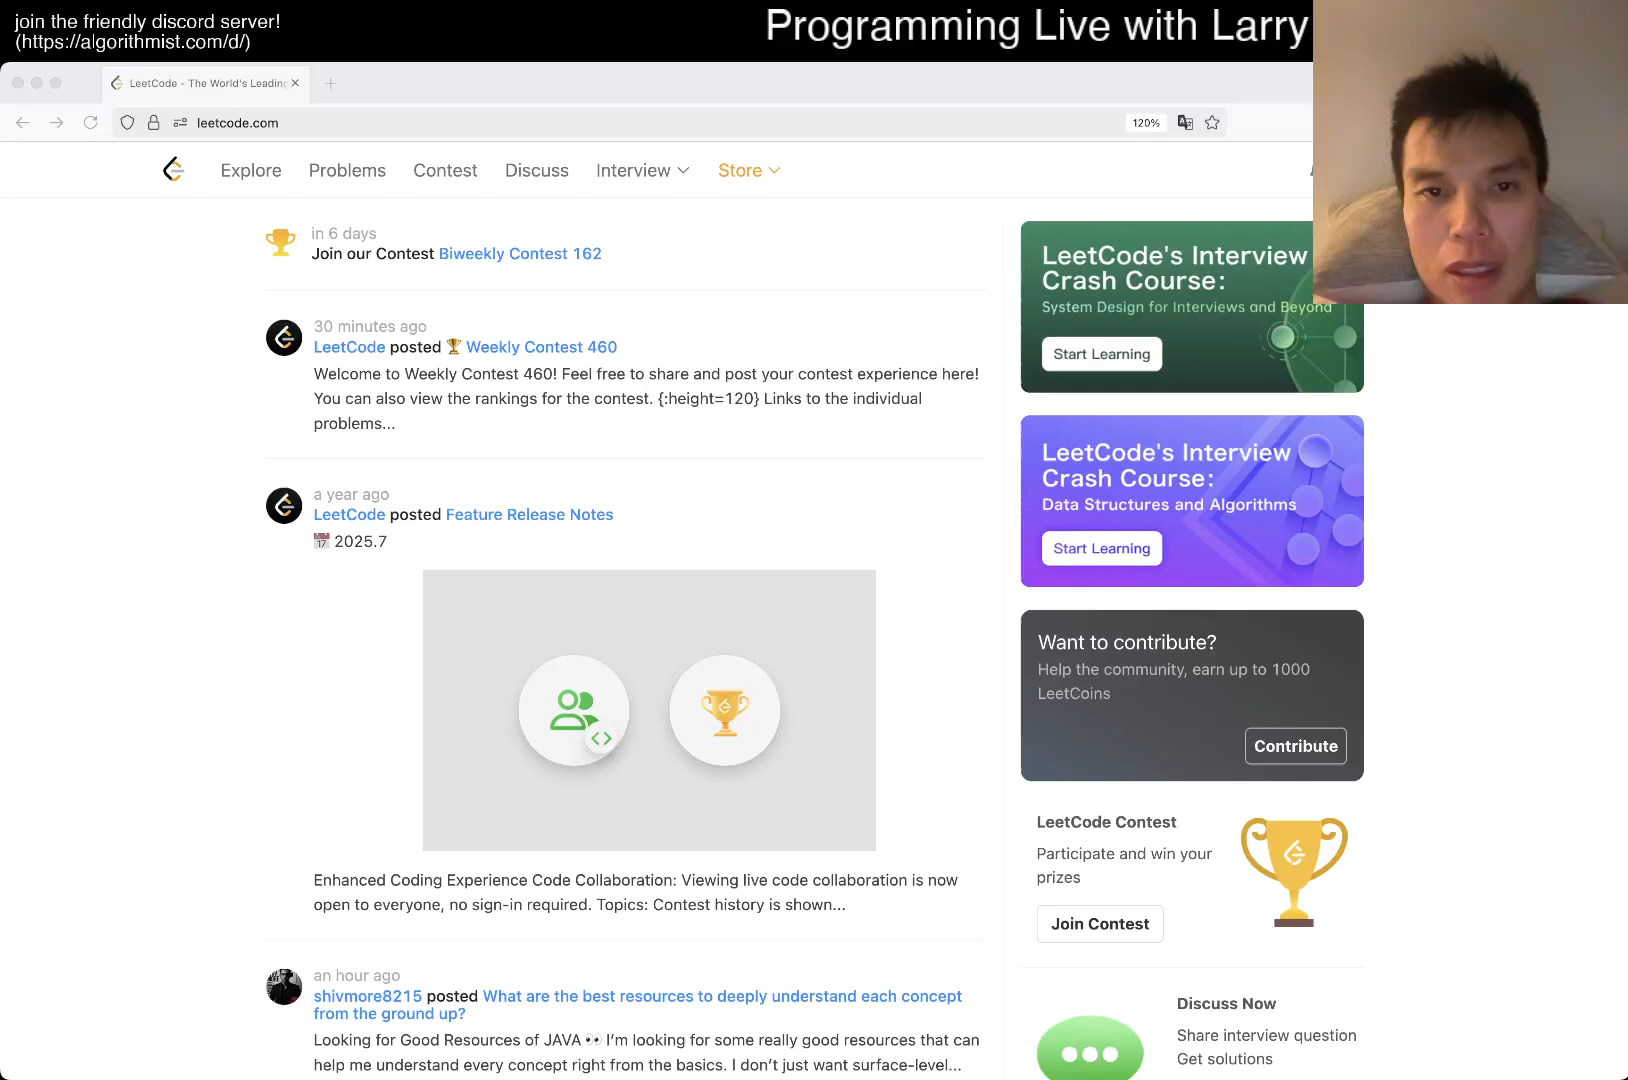 join the friendly discord server!
(https://algorithmist.com/d/)
Programming Live with Larry
LeetCode - The World's Leading
leetcode.com
120%
Explore
Problems
Contest
Discuss
Interview
Store
in 6 days
Join our Contest Biweekly Contest 162
30 minutes ago
LeetCode posted 🏆 Weekly Contest 460
Welcome to Weekly Contest 460! Feel free to share and post your contest experience here!
You can also view the rankings for the contest. {:height=120} Links to the individual
problems...
a year ago
LeetCode posted Feature Release Notes
📅 2025.7
Enhanced Coding Experience Code Collaboration: Viewing live code collaboration is now
open to everyone, no sign-in required. Topics: Contest history is shown...
an hour ago
shivmore8215 posted What are the best resources to deeply understand each concept
from the ground up?
Looking for Good Resources of JAVA 👀 I'm looking for some really good resources that can
help me understand every concept right from the basics. I don't just want surface-level...
LeetCode's Interview
Crash Course:
System Design for Interviews and Beyond
Start Learning
LeetCode's Interview
Crash Course:
Data Structures and Algorithms
Start Learning
Want to contribute?
Help the community, earn up to 1000
LeetCoins
Contribute
LeetCode Contest
Participate and win your
prizes
Join Contest
Discuss Now
Share interview question
Get solutions